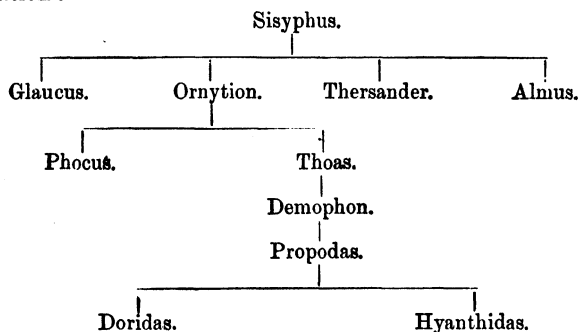 Sisyphus.
Glaucus. Ornytion. Thersander. Almus.
Phocus. Thoas.
Demophon.
Propodas.
Doridas. Hyanthidas.